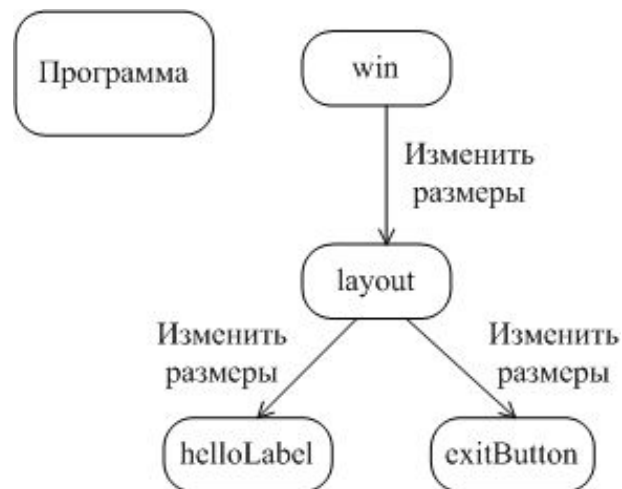 Программа
win
Изменить
размеры
layout
Изменить
размеры
Изменить
размеры
helloLabel
exitButton